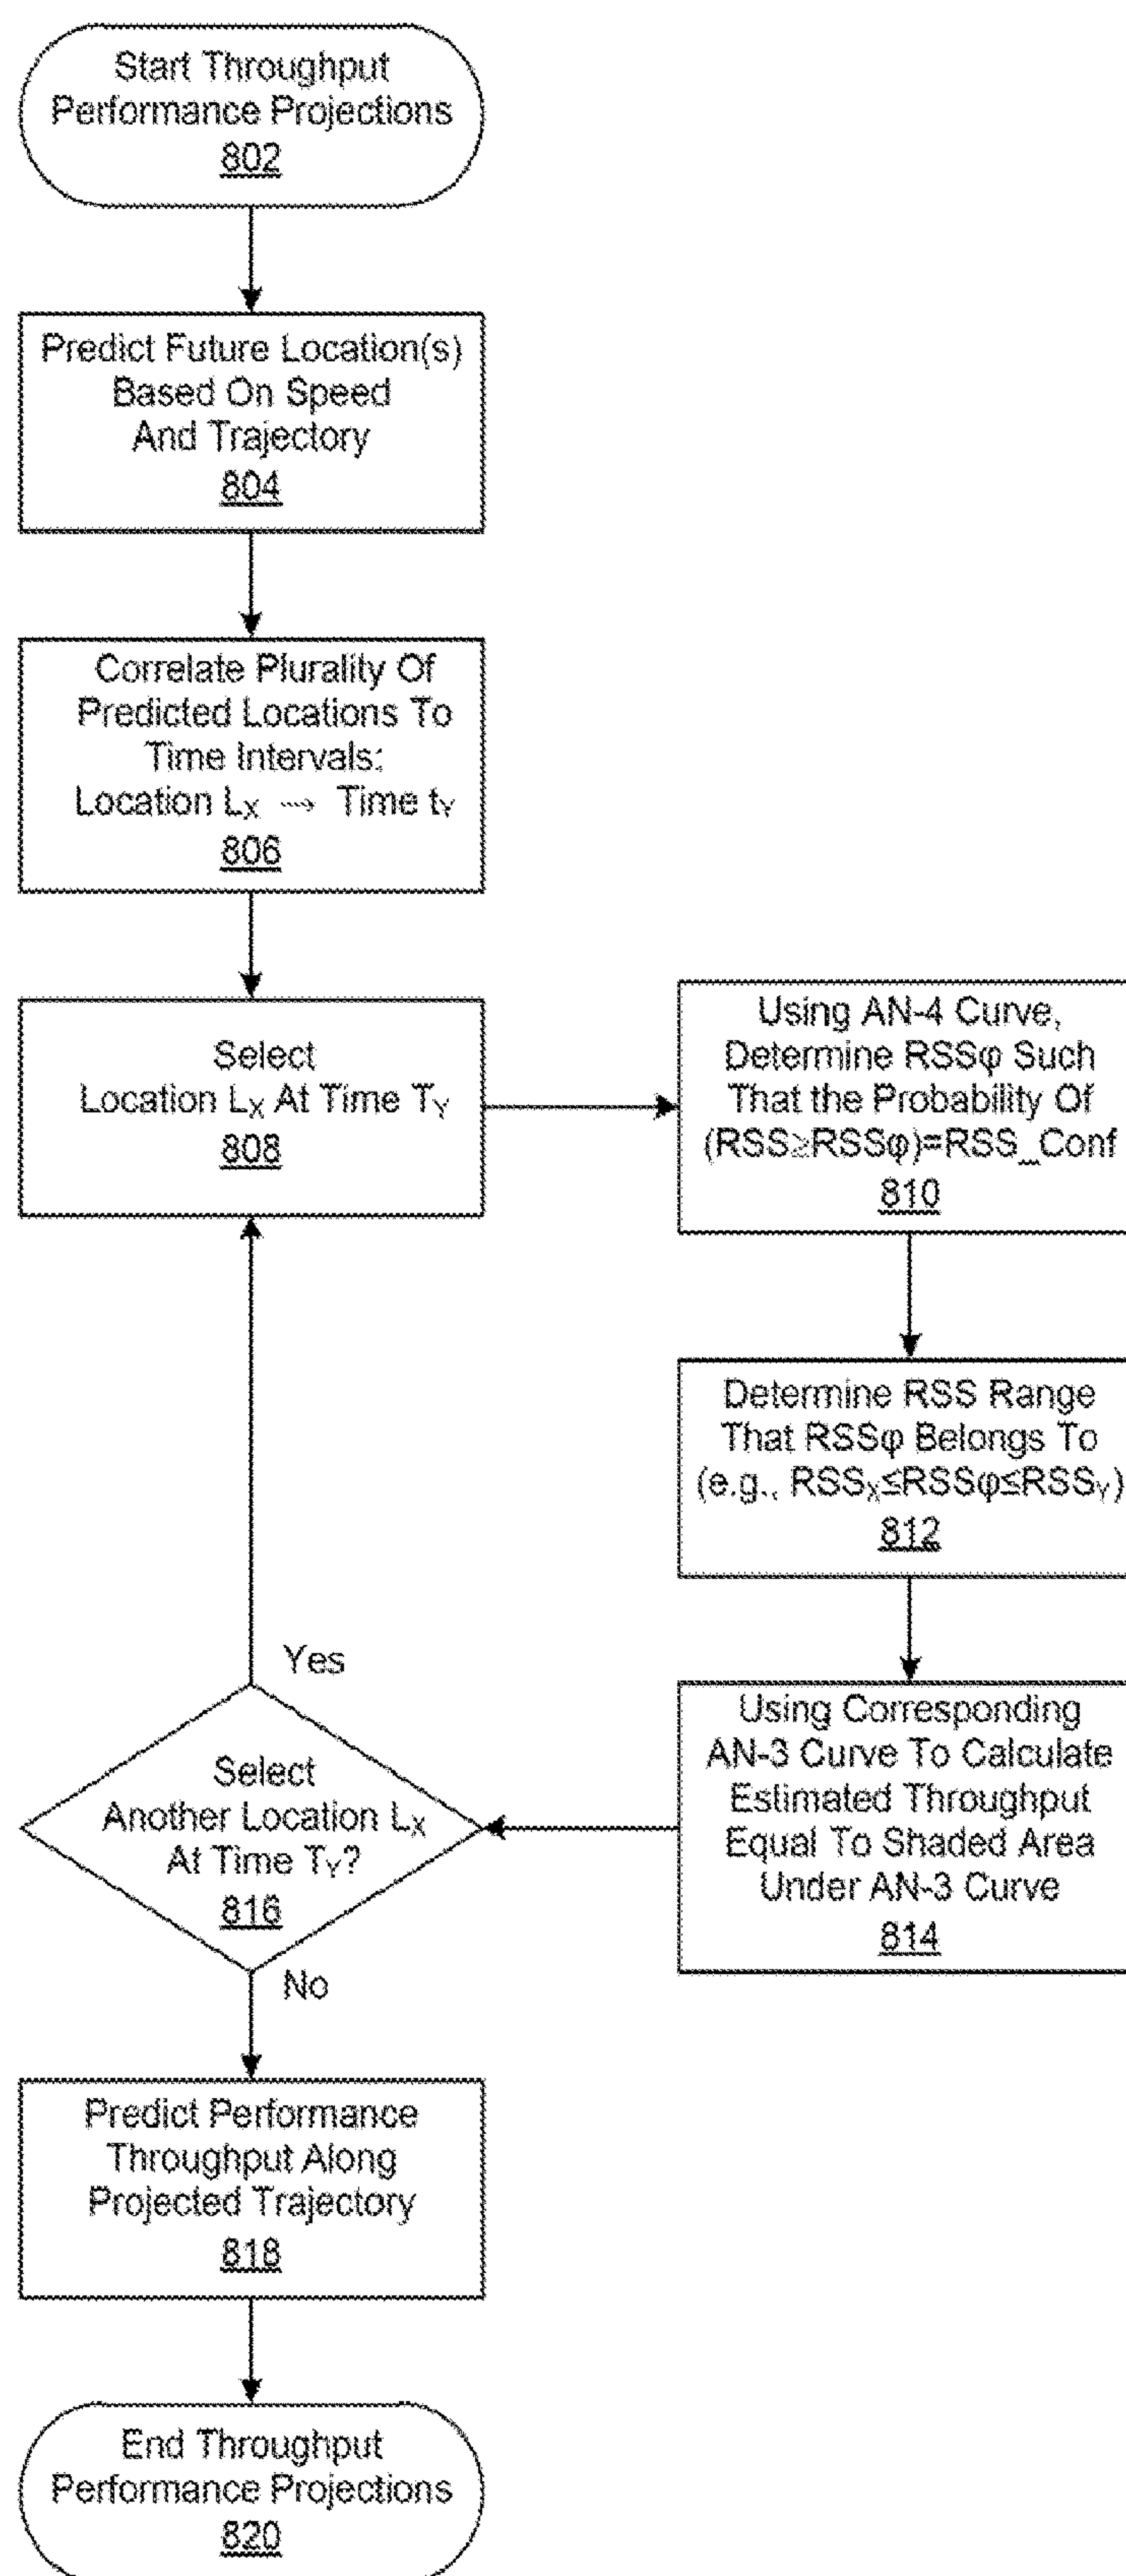 Start Throughput
Performance Projections
802
Predict Future Location(s)
Based On Speed
And Trajectory
804
Correlate Plurality Of
Predicted Locations To
Time Intervals:
Location LX ⇝ Time tY
806
Select
Location LX At Time TY
808
Using AN-4 Curve,
Determine RSSφ Such
That the Probability Of
(RSS≥RSSφ)=RSS_Conf
810
Determine RSS Range
That RSSφ Belongs To
(e.g., RSSX≤RSSφ≤RSSY)
812
Using Corresponding
AN-3 Curve To Calculate
Estimated Throughput
Equal To Shaded Area
Under AN-3 Curve
814
Yes
Select
Another Location LX
At Time TY?
816
No
Predict Performance
Throughput Along
Projected Trajectory
818
End Throughput
Performance Projections
820